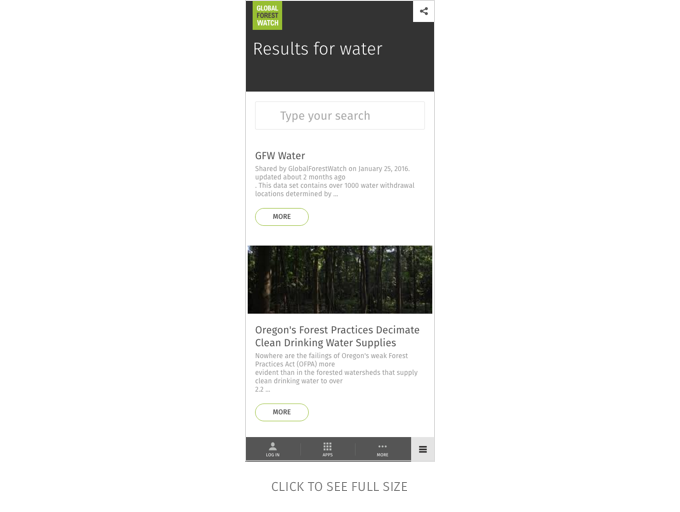 GLOBAL
FOREST
WATCH
Results for water
Type your search
GFW Water
Shared by GlobalForestWatch on January 25, 2016.
updated about 2 months ago
. This data set contains over 1000 water withdrawal
locations determined by ...
MORE
Oregon's Forest Practices Decimate
Clean Drinking Water Supplies
Nowhere are the failings of Oregon's weak Forest
Practices Act (OFPA) more
evident than in the forested watersheds that supply
clean drinking water to over
2.2 ...
MORE
LOG IN
APPS
MORE
CLICK TO SEE FULL SIZE